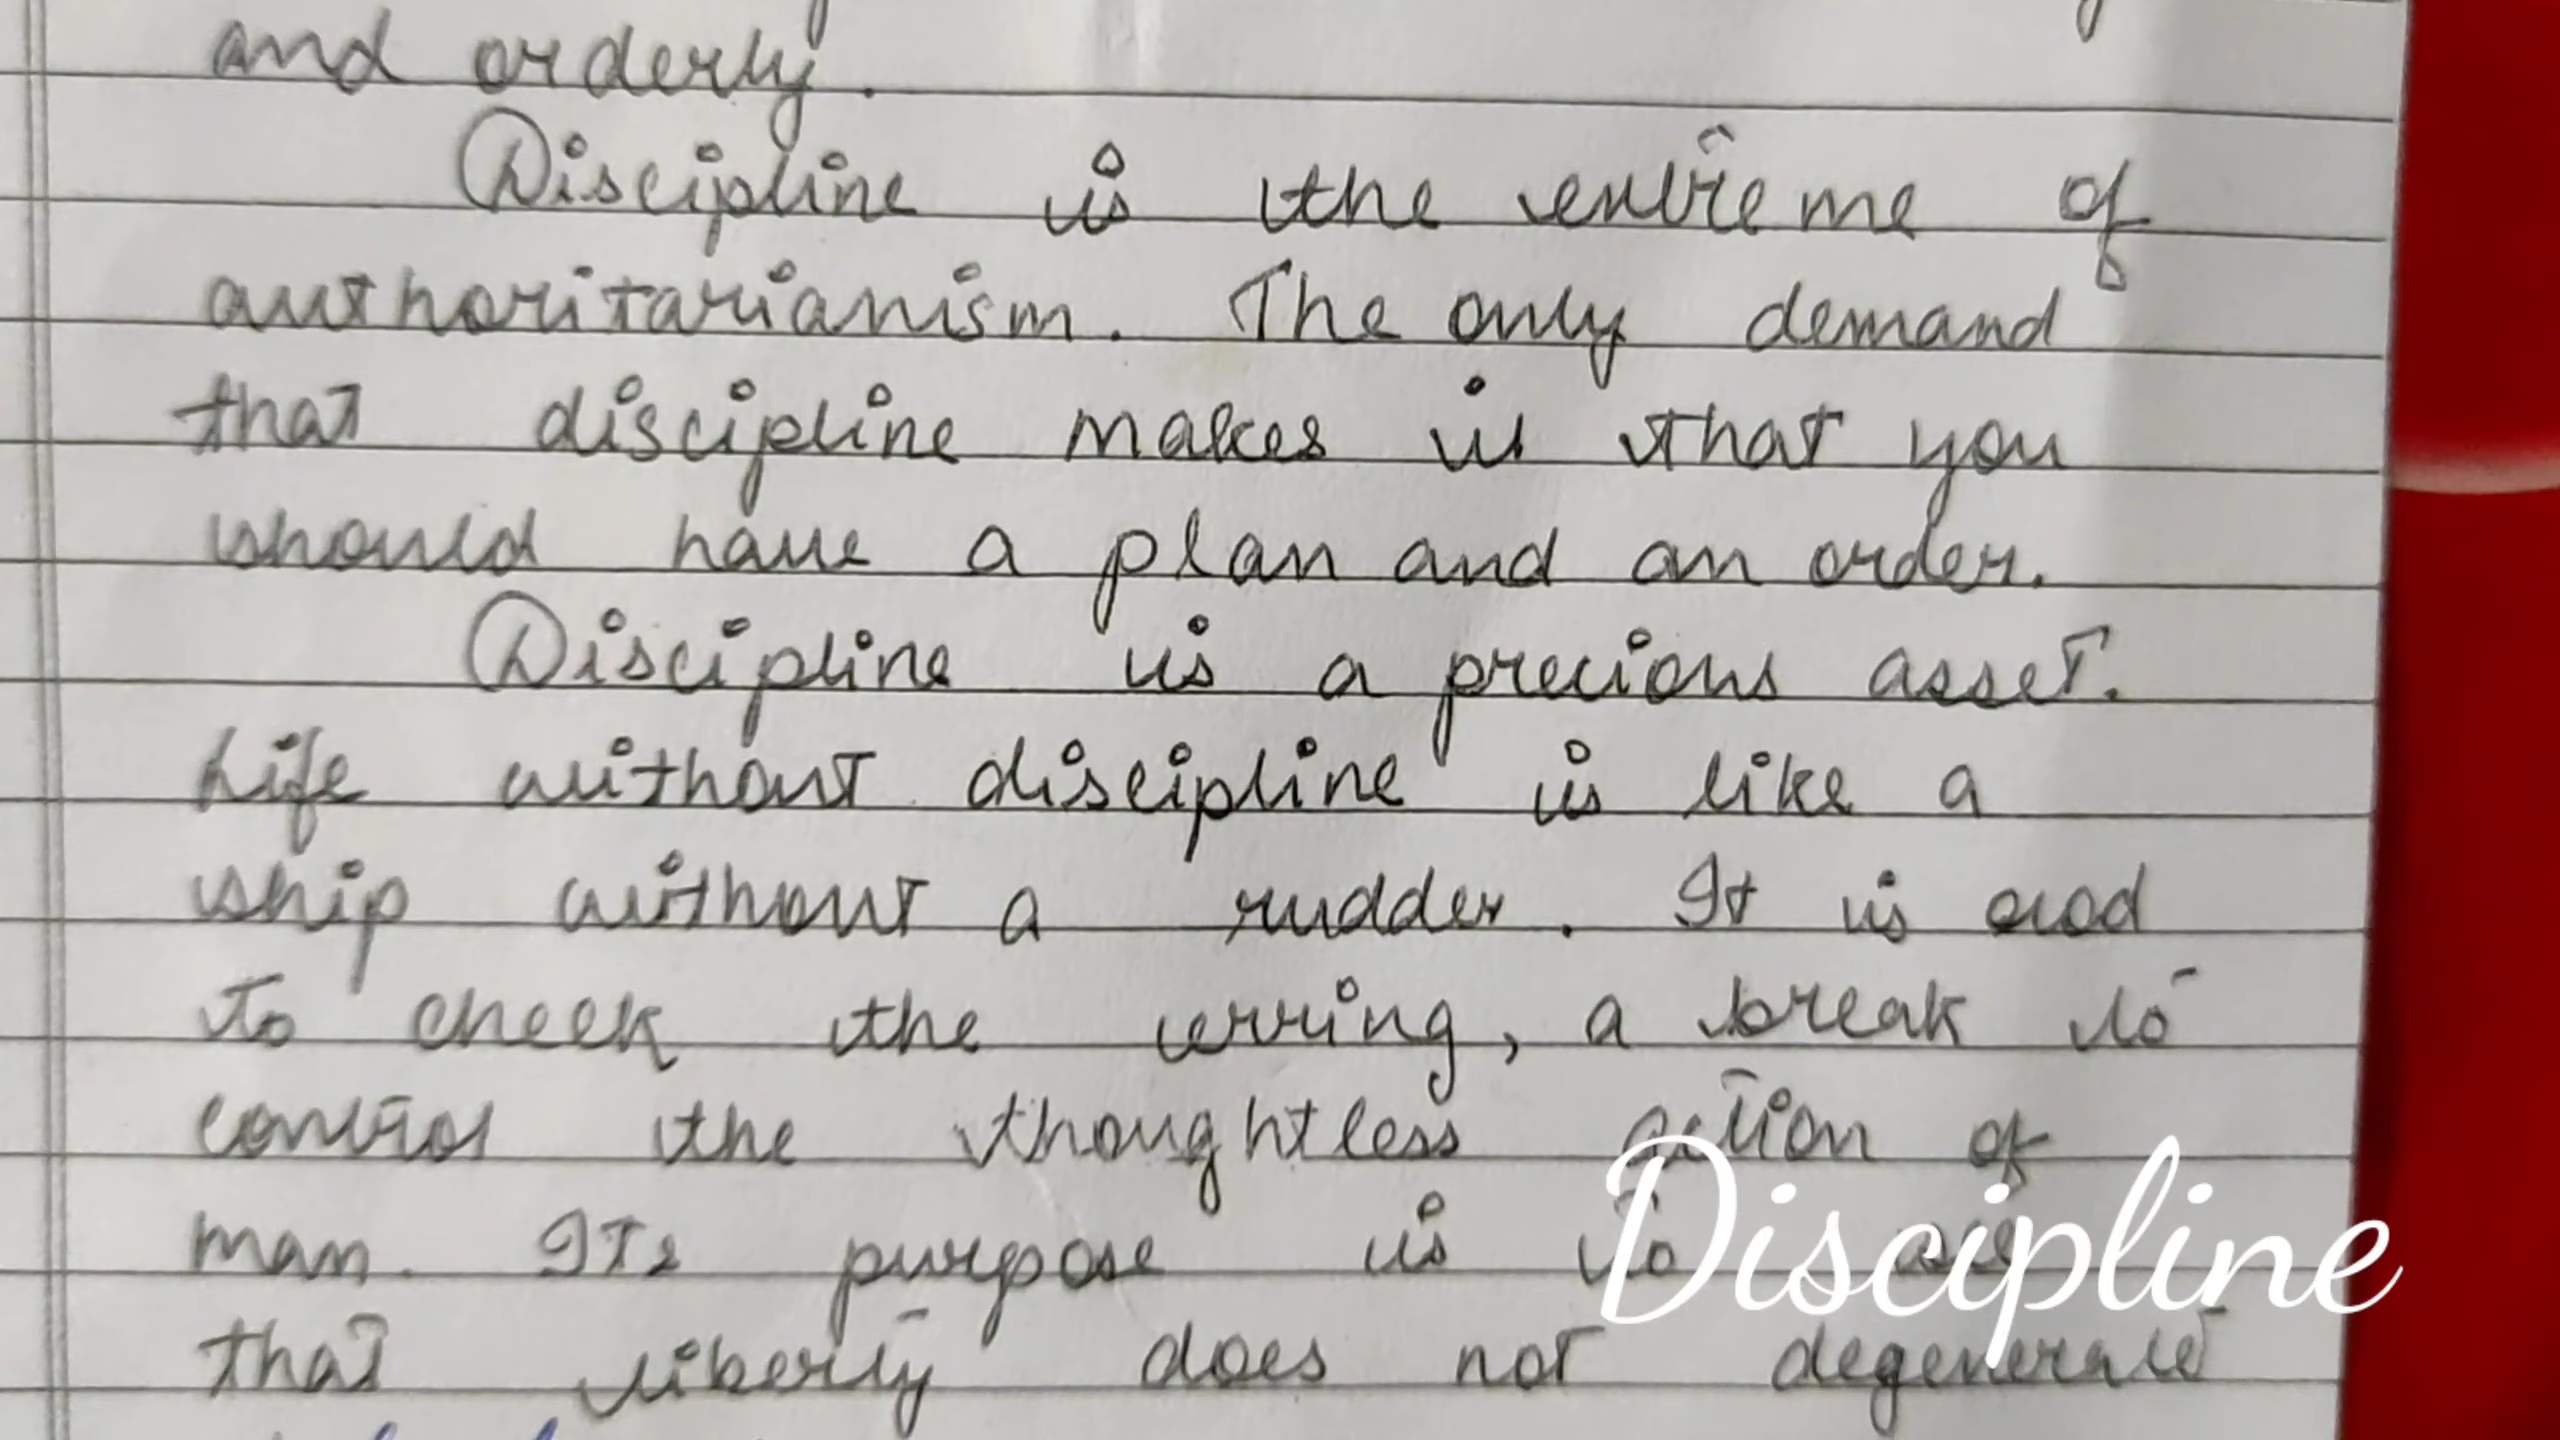 and orderly.
Discipline is the extreme of
authoritarianism. The only demand
that discipline makes is that you
should have a plan and an order.
Discipline is a precious asset.
Life without discipline is like a
ship without a rudder. It is
to check the erring, a break to
control the thoughtless action of
man. Its purpose is to see
that liberty does not degenerate
Discipline